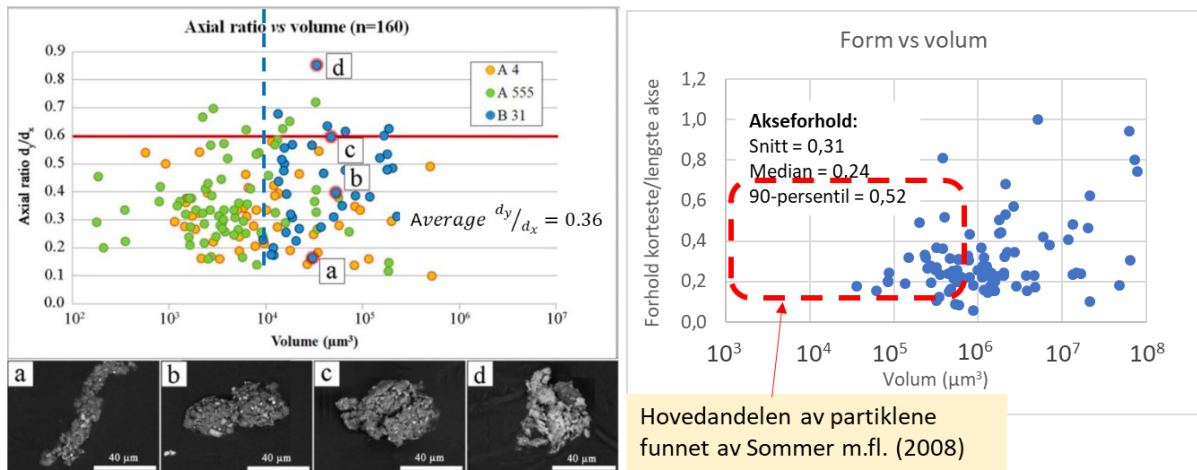 Axial ratio vs volume (n=160)
Axial ratio dy/dx
0.9
0.8
0.7
0.6
0.5
0.4
0.3
0.2
0.1
0.0
A 4
A 555
B 31
d
c
b
a
Average dy/dx = 0.36
10² 10³ 10⁴ 10⁵ 10⁶ 10⁷
Volume (µm³)
a b c d
40 µm 40 µm 40 µm 40 µm
Form vs volum
Forhold korteste/lengste akse
1,2
1,0
0,8
0,6
0,4
0,2
0,0
Akseforhold:
Snitt = 0,31
Median = 0,24
90-persentil = 0,52
10³ 10⁴ 10⁵ 10⁶ 10⁷ 10⁸
Volum (µm³)
Hovedandelen av partiklene
funnet av Sommer m.fl. (2008)